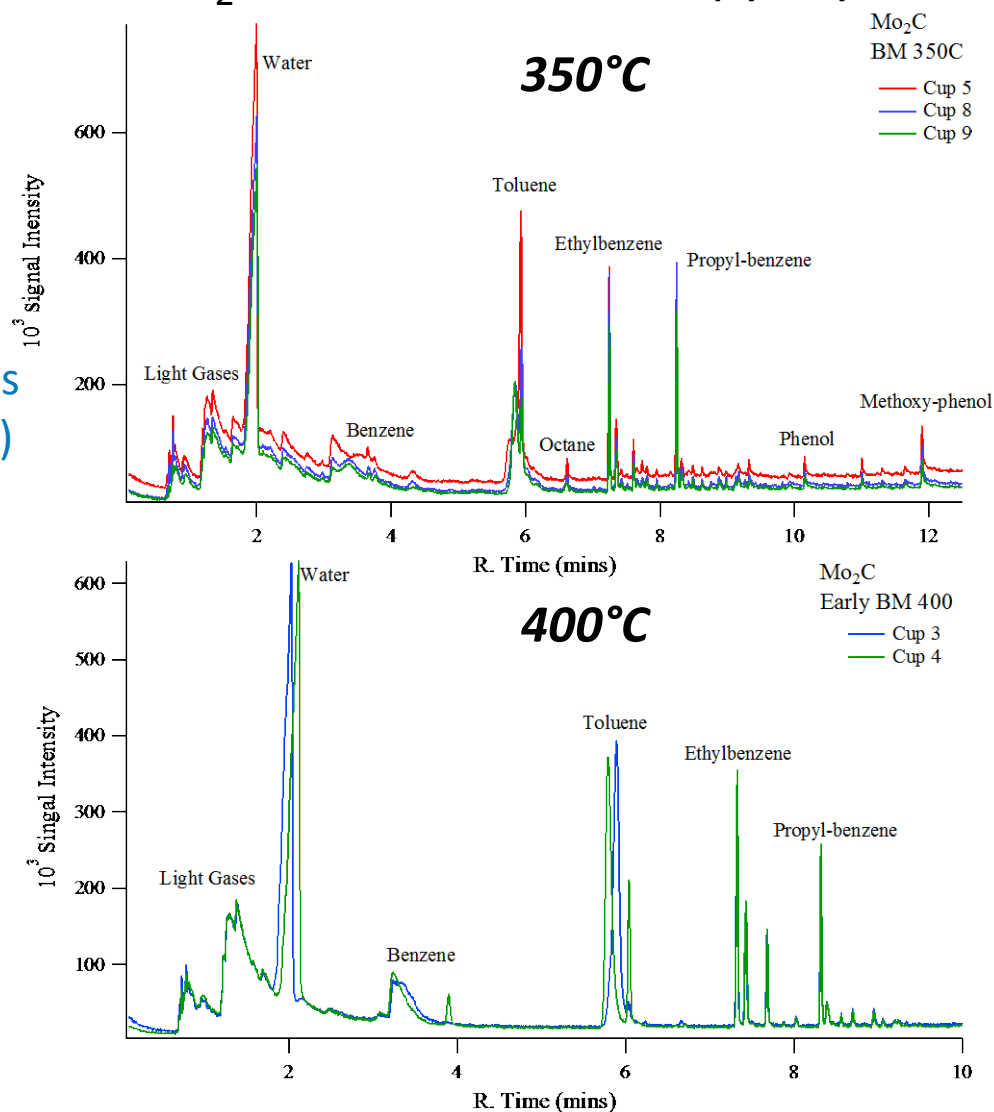 2
Mo₂C
BM 350C
350°C
Cup 5
Cup 8
Cup 9
Water
600
400
200
Toluene
Ethylbenzene
Propyl-benzene
Light Gases
Benzene
Octane
Phenol
Methoxy-phenol
10³ Signal Inensity
s
)
2 4 6 8 10 12
R. Time (mins)
Mo₂C
Early BM 400
400°C
Cup 3
Cup 4
Water
600
500
400
300
200
100
Toluene
Ethylbenzene
Propyl-benzene
Light Gases
Benzene
10³ Singal Intensity
2 4 6 8 10
R. Time (mins)